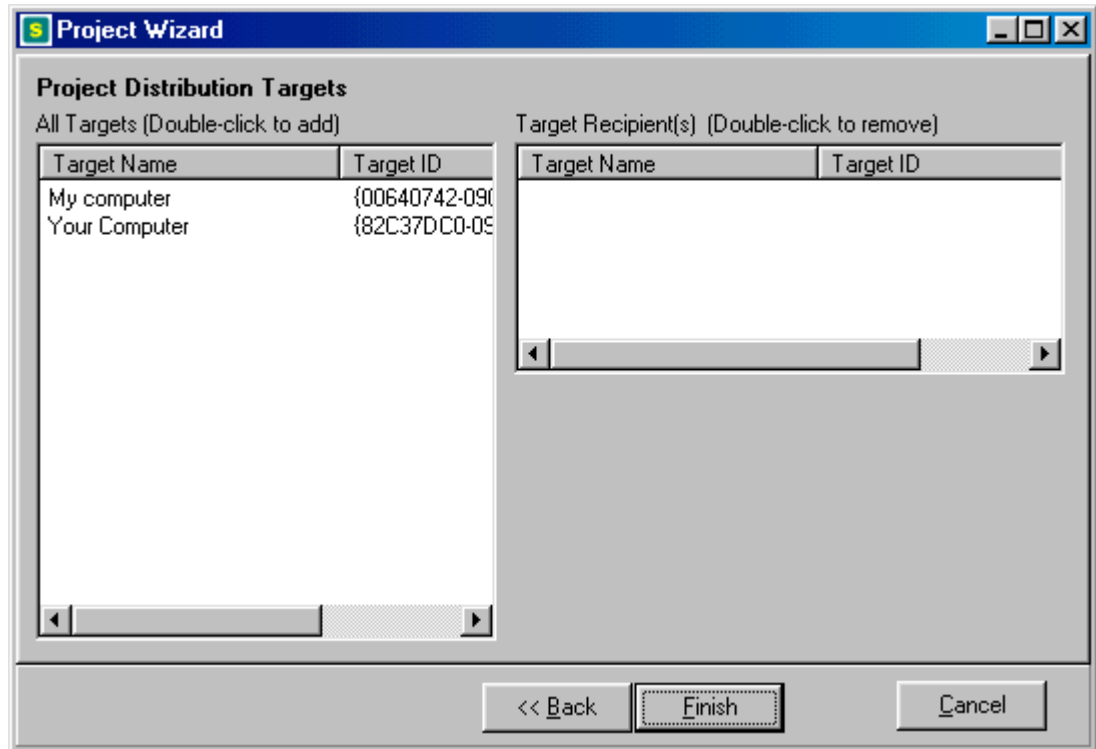 S Project Wizard
Project Distribution Targets
All Targets (Double-click to add)
Target Name Target ID
My computer {00640742-090
Your Computer {82C37DC0-09
Target Recipient(s) (Double-click to remove)
Target Name Target ID
<< Back Finish Cancel